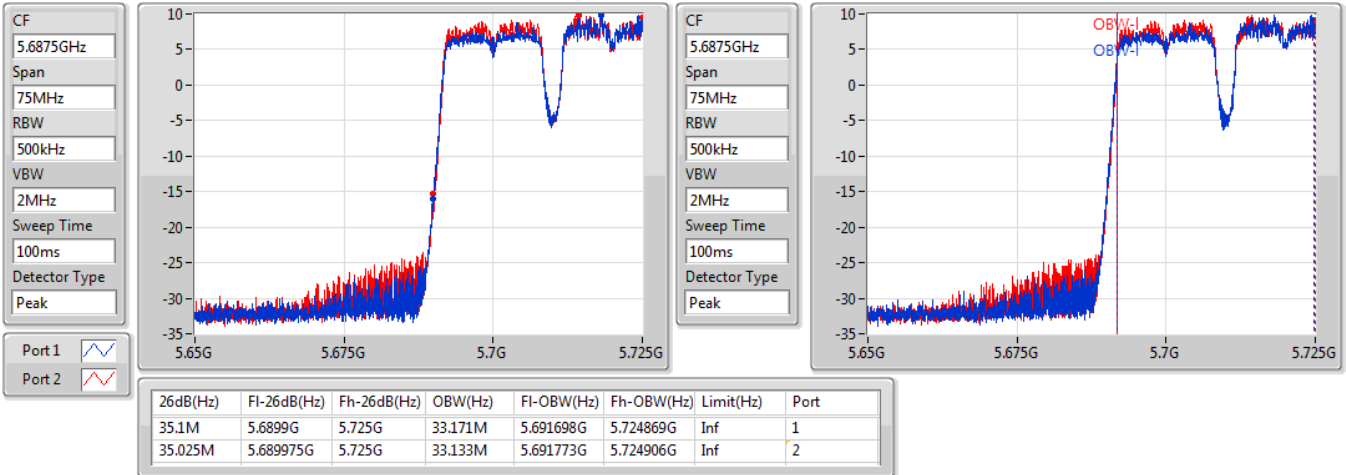 CF
5.6875GHz
Span
75MHz
RBW
500kHz
VBW
2MHz
Sweep Time
100ms
Detector Type
Peak
Port 1
Port 2
10
5
0
-5
-10
-15
-20
-25
-30
-35
5.65G 5.675G 5.7G 5.725G
CF
5.6875GHz
Span
75MHz
RBW
500kHz
VBW
2MHz
Sweep Time
100ms
Detector Type
Peak
10
5
0
-5
-10
-15
-20
-25
-30
-35
OBW-l
OBW-l
5.65G 5.675G 5.7G 5.725G
26dB(Hz) Fl-26dB(Hz) Fh-26dB(Hz) OBW(Hz) Fl-OBW(Hz) Fh-OBW(Hz) Limit(Hz) Port
35.1M 5.6899G 5.725G 33.171M 5.691698G 5.724869G Inf 1
35.025M 5.689975G 5.725G 33.133M 5.691773G 5.724906G Inf 2